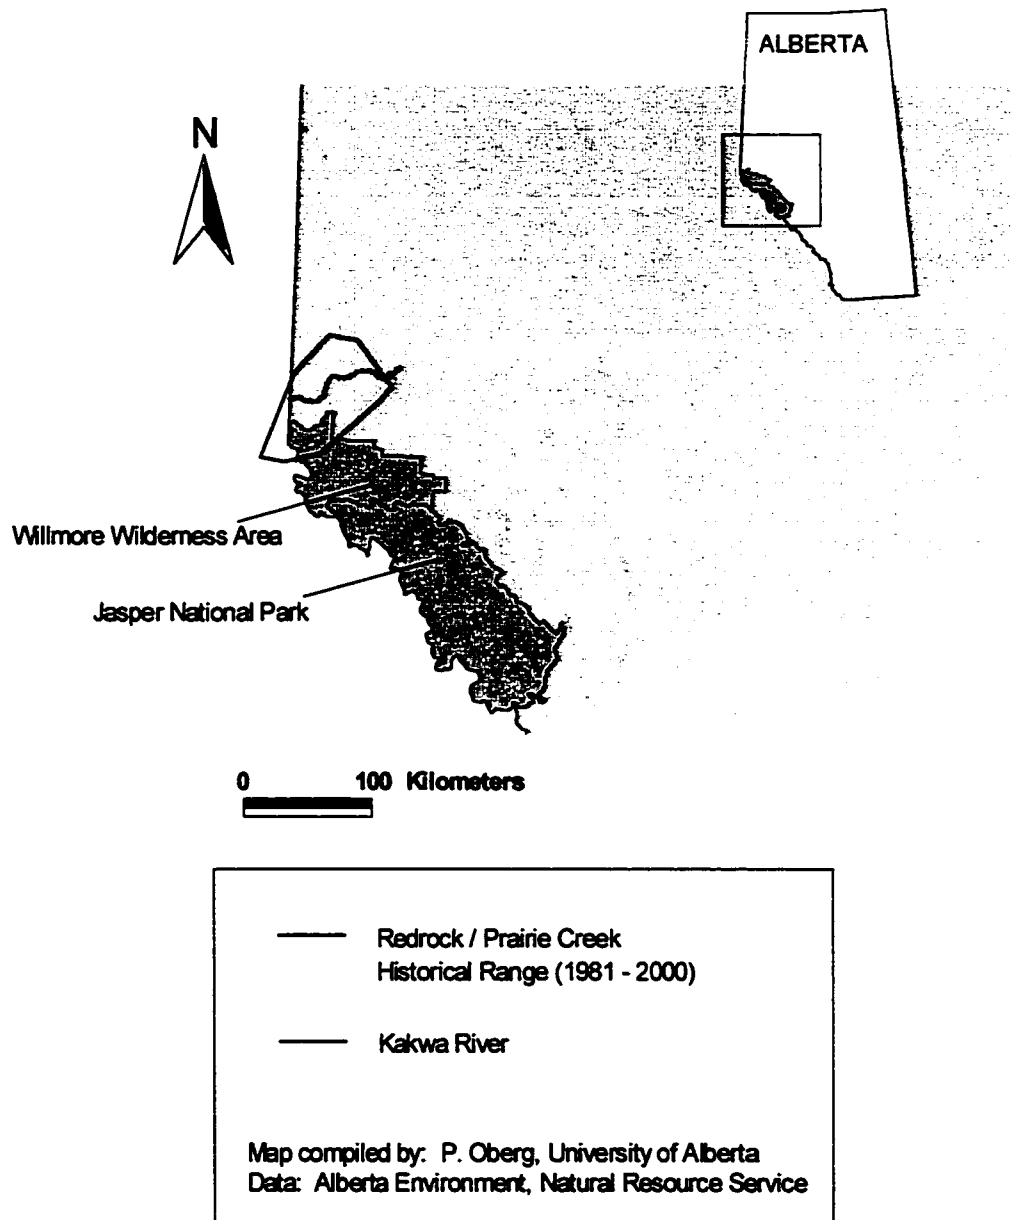 ALBERTA
N
Willmore Wilderness Area
Jasper National Park
0 100 Kilometers
Redrock / Prairie Creek
Historical Range (1981 - 2000)
Kakwa River
Map compiled by: P. Oberg, University of Alberta
Data: Alberta Environment, Natural Resource Service